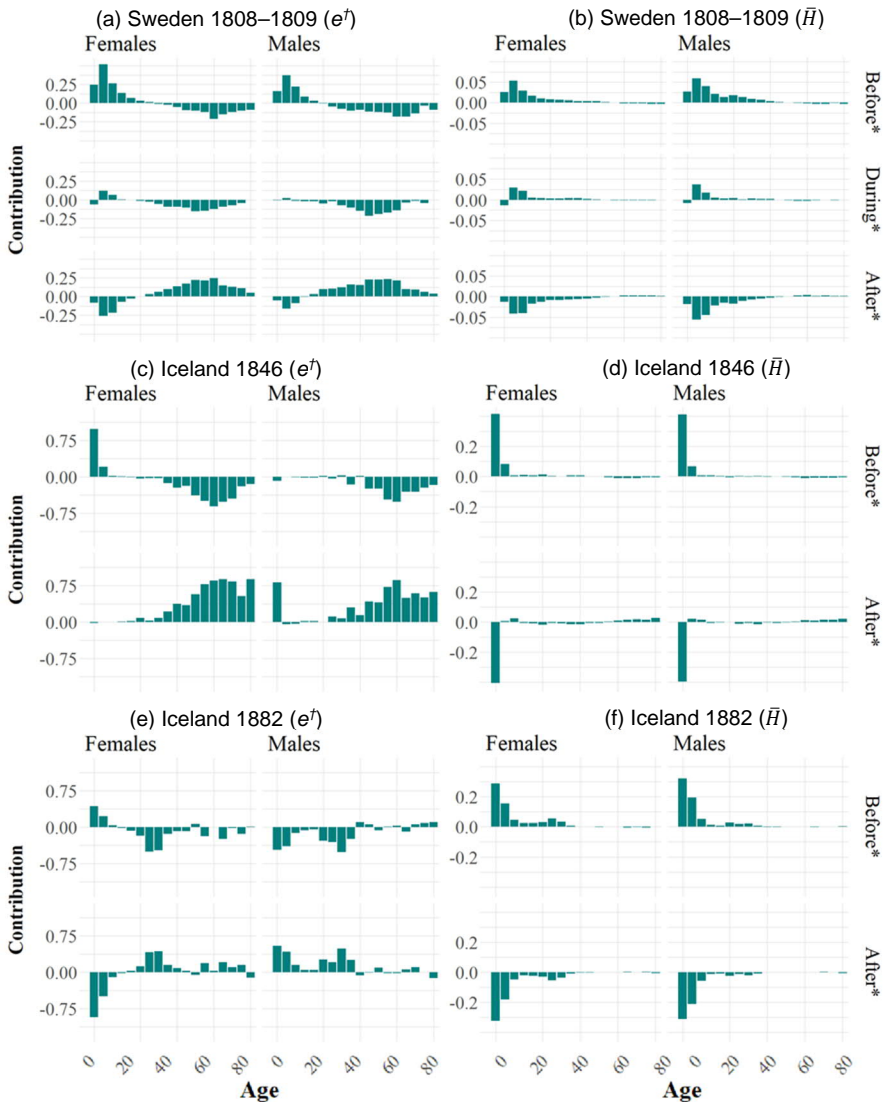 (a) Sweden 1808–1809 (e†)
Females
Males
0.25
0.00
-0.25
0.25
0.00
-0.25
0.25
0.00
-0.25
(b) Sweden 1808–1809 (H̄)
Females
Males
0.05
0.00
-0.05
Before*
0.05
0.00
-0.05
During*
0.05
0.00
-0.05
After*
Contribution
(c) Iceland 1846 (e†)
Females
Males
0.75
0.00
-0.75
0.75
0.00
-0.75
(d) Iceland 1846 (H̄)
Females
Males
0.2
0.0
-0.2
Before*
0.2
0.0
-0.2
After*
Contribution
(e) Iceland 1882 (e†)
Females
Males
0.75
0.00
-0.75
0.75
0.00
-0.75
0 20 40 60 80 0 20 40 60 80
Age
(f) Iceland 1882 (H̄)
Females
Males
0.2
0.0
-0.2
Before*
0.2
0.0
-0.2
After*
0 20 40 60 80 0 20 40 60 80
Age
Contribution